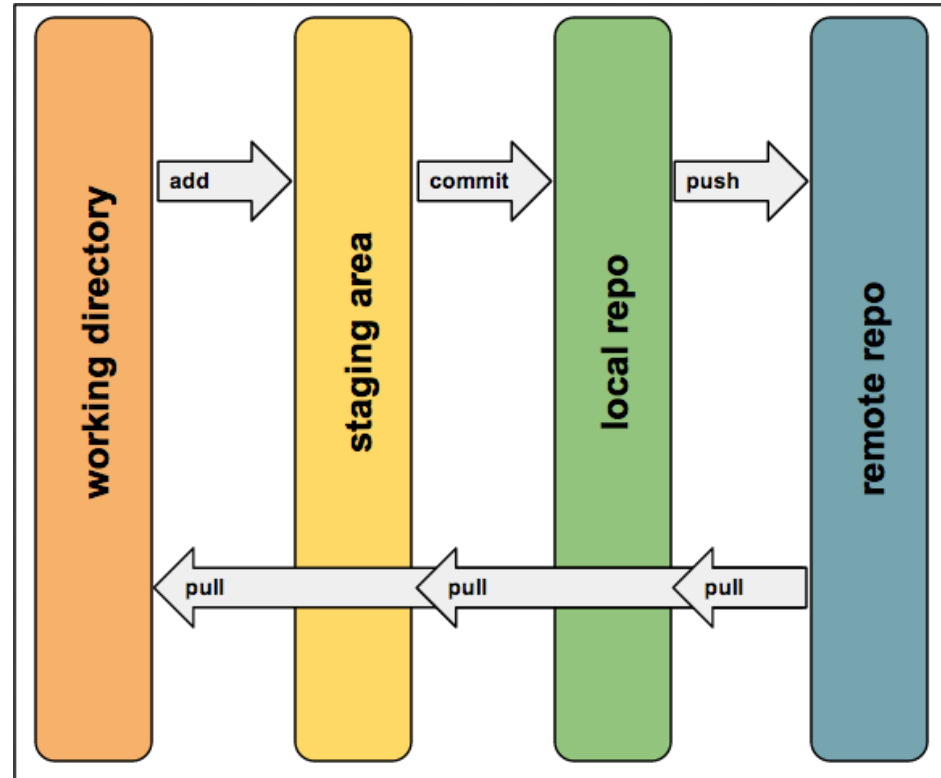 working directory
add
staging area
commit
local repo
push
remote repo
pull
pull
pull